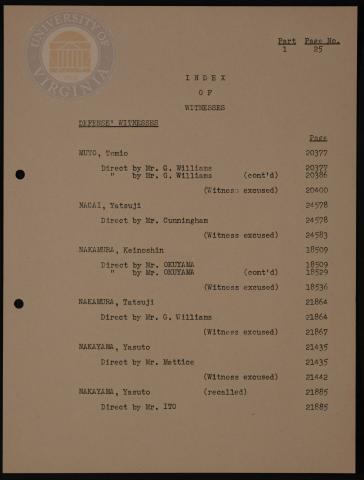 UNIVERSITY OF VIRGINIA
Part Page No.
1 25
INDEX
OF
WITNESSES
DEFENSE' WITNESSES
Page
MUTO, Tomio 20377
Direct by Mr. G. Williams 20377
" by Mr. G. Williams (cont'd) 20386
(Witness excused) 20400
NAGAI, Yatsuji 24578
Direct by Mr. Cunningham 24578
(Witness excused) 24583
NAKAMURA, Keinoshin 18509
Direct by Mr. OKUYAMA 18509
" by Mr. OKUYAMA (cont'd) 18529
(Witness excused) 18536
NAKAMURA, Tatsuji 21864
Direct by Mr. G. Williams 21864
(Witness excused) 21867
NAKAYAMA, Yasuto 21435
Direct by Mr. Mattice 21435
(Witness excused) 21442
NAKAYAMA, Yasuto (recalled) 21885
Direct by Mr. ITO 21885